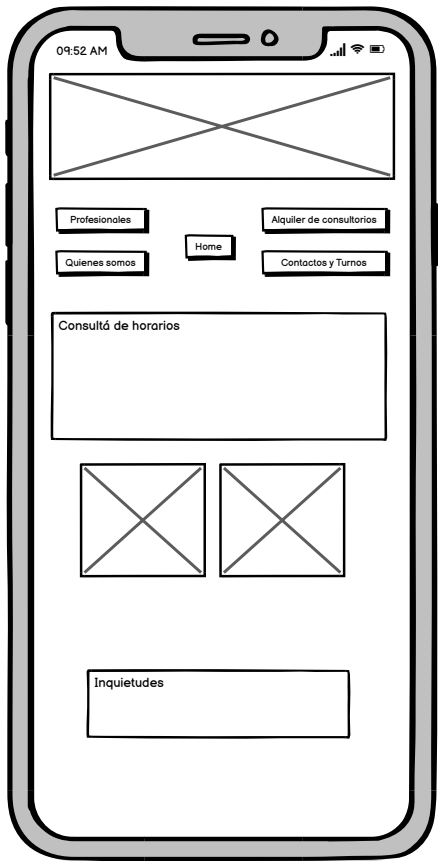 09:52 AM
Profesionales
Alquiler de consultorios
Home
Quienes somos
Contactos y Turnos
Consultá de horarios
Inquietudes